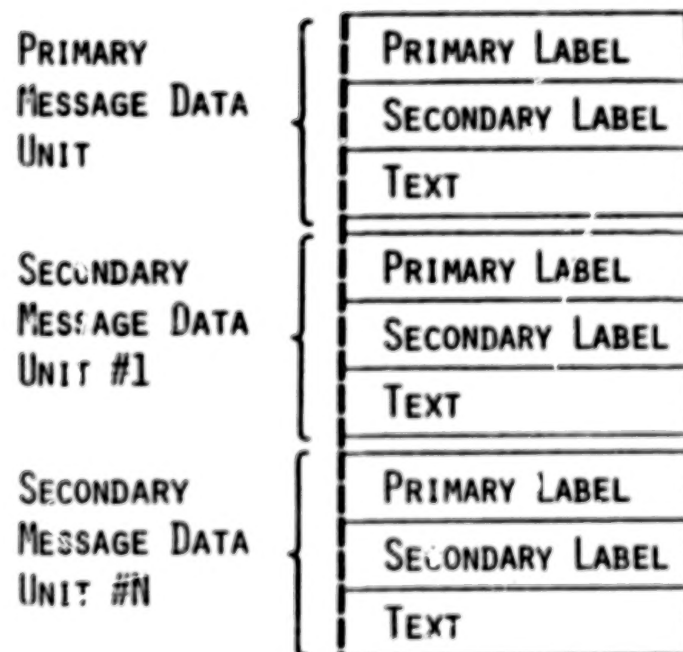 PRIMARY
MESSAGE DATA
UNIT
PRIMARY LABEL
SECONDARY LABEL
TEXT
SECONDARY
MESSAGE DATA
UNIT #1
PRIMARY LABEL
SECONDARY LABEL
TEXT
SECONDARY
MESSAGE DATA
UNIT #N
PRIMARY LABEL
SECONDARY LABEL
TEXT